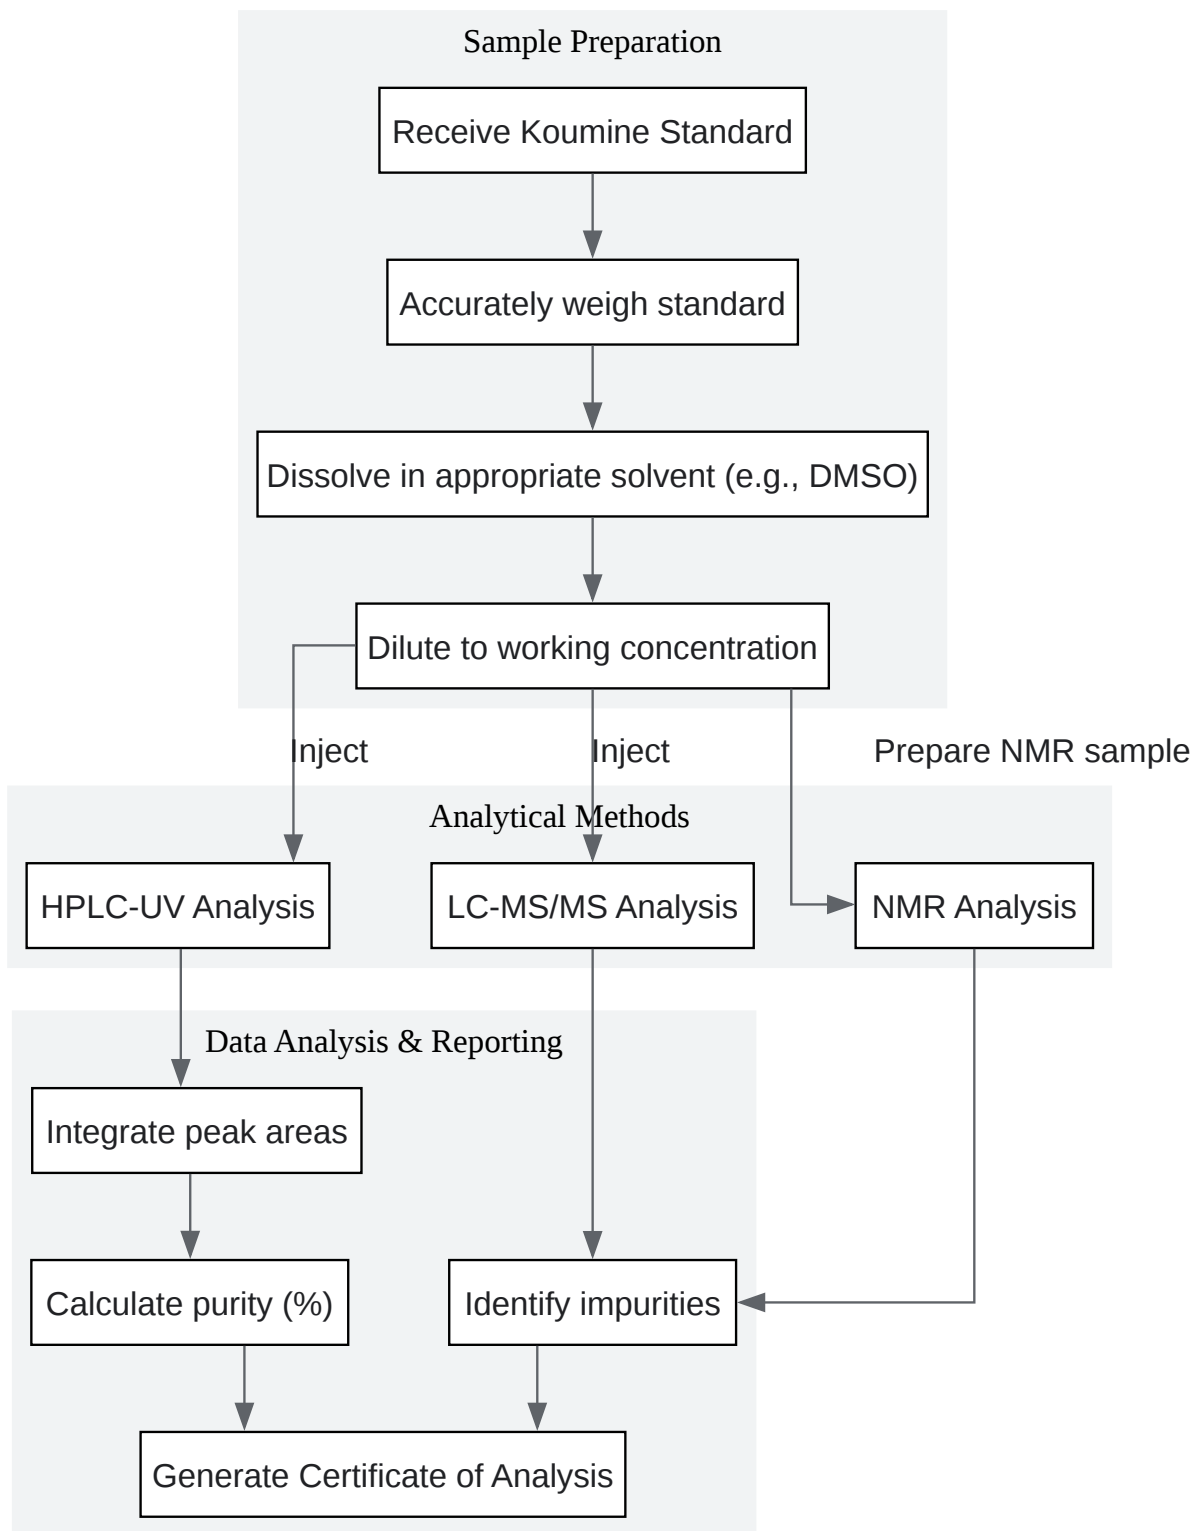 Sample Preparation
Receive Koumine Standard
Accurately weigh standard
Dissolve in appropriate solvent (e.g., DMSO)
Dilute to working concentration
Inject
Inject
Prepare NMR sample
Analytical Methods
HPLC-UV Analysis
LC-MS/MS Analysis
NMR Analysis
Data Analysis & Reporting
Integrate peak areas
Calculate purity (%)
Identify impurities
Generate Certificate of Analysis